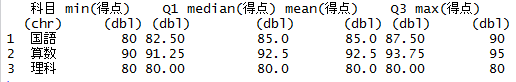 科目 min(得点) Q1 median(得点) mean(得点) Q3 max(得点)
(chr) (dbl) (dbl) (dbl) (dbl) (dbl) (dbl)
1 国語 80 82.50 85.0 85.0 87.50 90
2 算数 90 91.25 92.5 92.5 93.75 95
3 理科 80 80.00 80.0 80.0 80.00 80